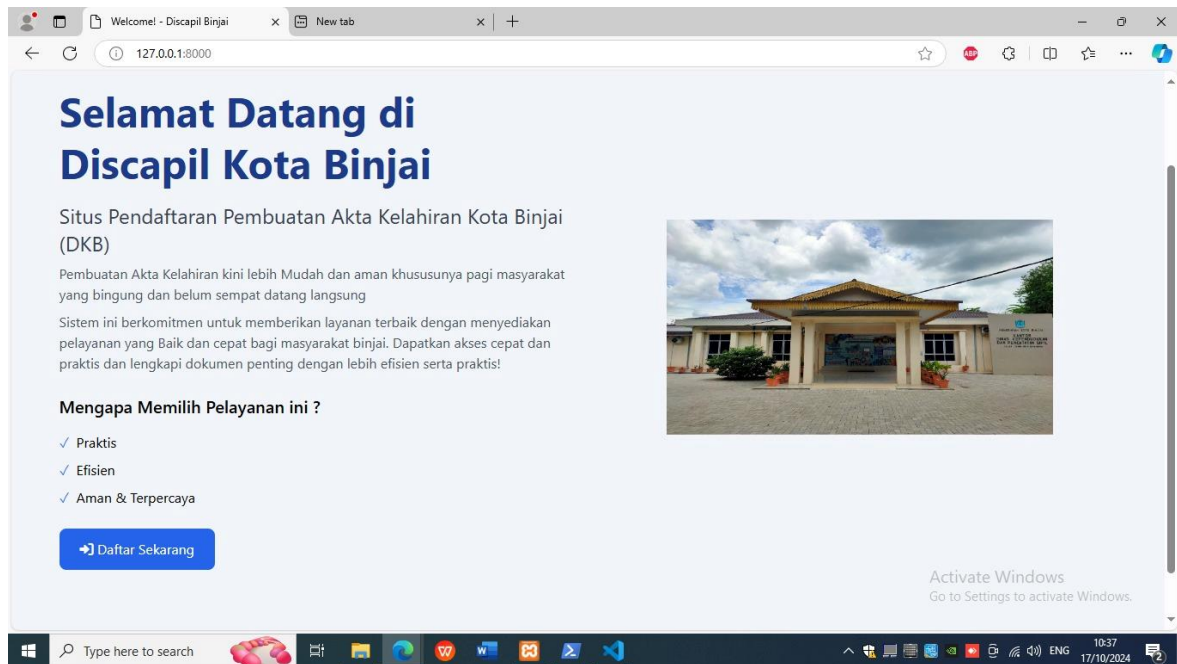 Welcome! - Discapil Binjai
New tab
127.0.0.1:8000
ABP
Selamat Datang di
Discapil Kota Binjai
Situs Pendaftaran Pembuatan Akta Kelahiran Kota Binjai
(DKB)
Pembuatan Akta Kelahiran kini lebih Mudah dan aman khususunya pagi masyarakat
yang bingung dan belum sempat datang langsung
Sistem ini berkomitmen untuk memberikan layanan terbaik dengan menyediakan
pelayanan yang Baik dan cepat bagi masyarakat binjai. Dapatkan akses cepat dan
praktis dan lengkapi dokumen penting dengan lebih efisien serta praktis!
Mengapa Memilih Pelayanan ini ?
✓ Praktis
✓ Efisien
✓ Aman & Terpercaya
Daftar Sekarang
Activate Windows
Go to Settings to activate Windows.
Type here to search
ENG
10:37
17/10/2024
2